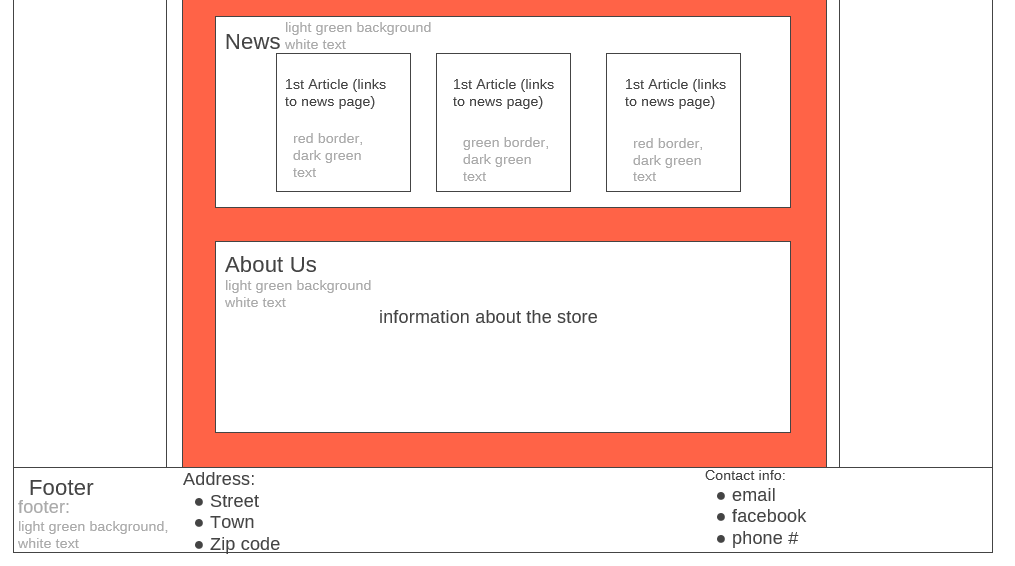 light green background
white text
News
1st Article (links
to news page)
red border,
dark green
text
1st Article (links
to news page)
green border,
dark green
text
1st Article (links
to news page)
red border,
dark green
text
About Us
light green background
white text
information about the store
Footer
footer:
light green background,
white text
Address:
● Street
● Town
● Zip code
Contact info:
● email
● facebook
● phone #